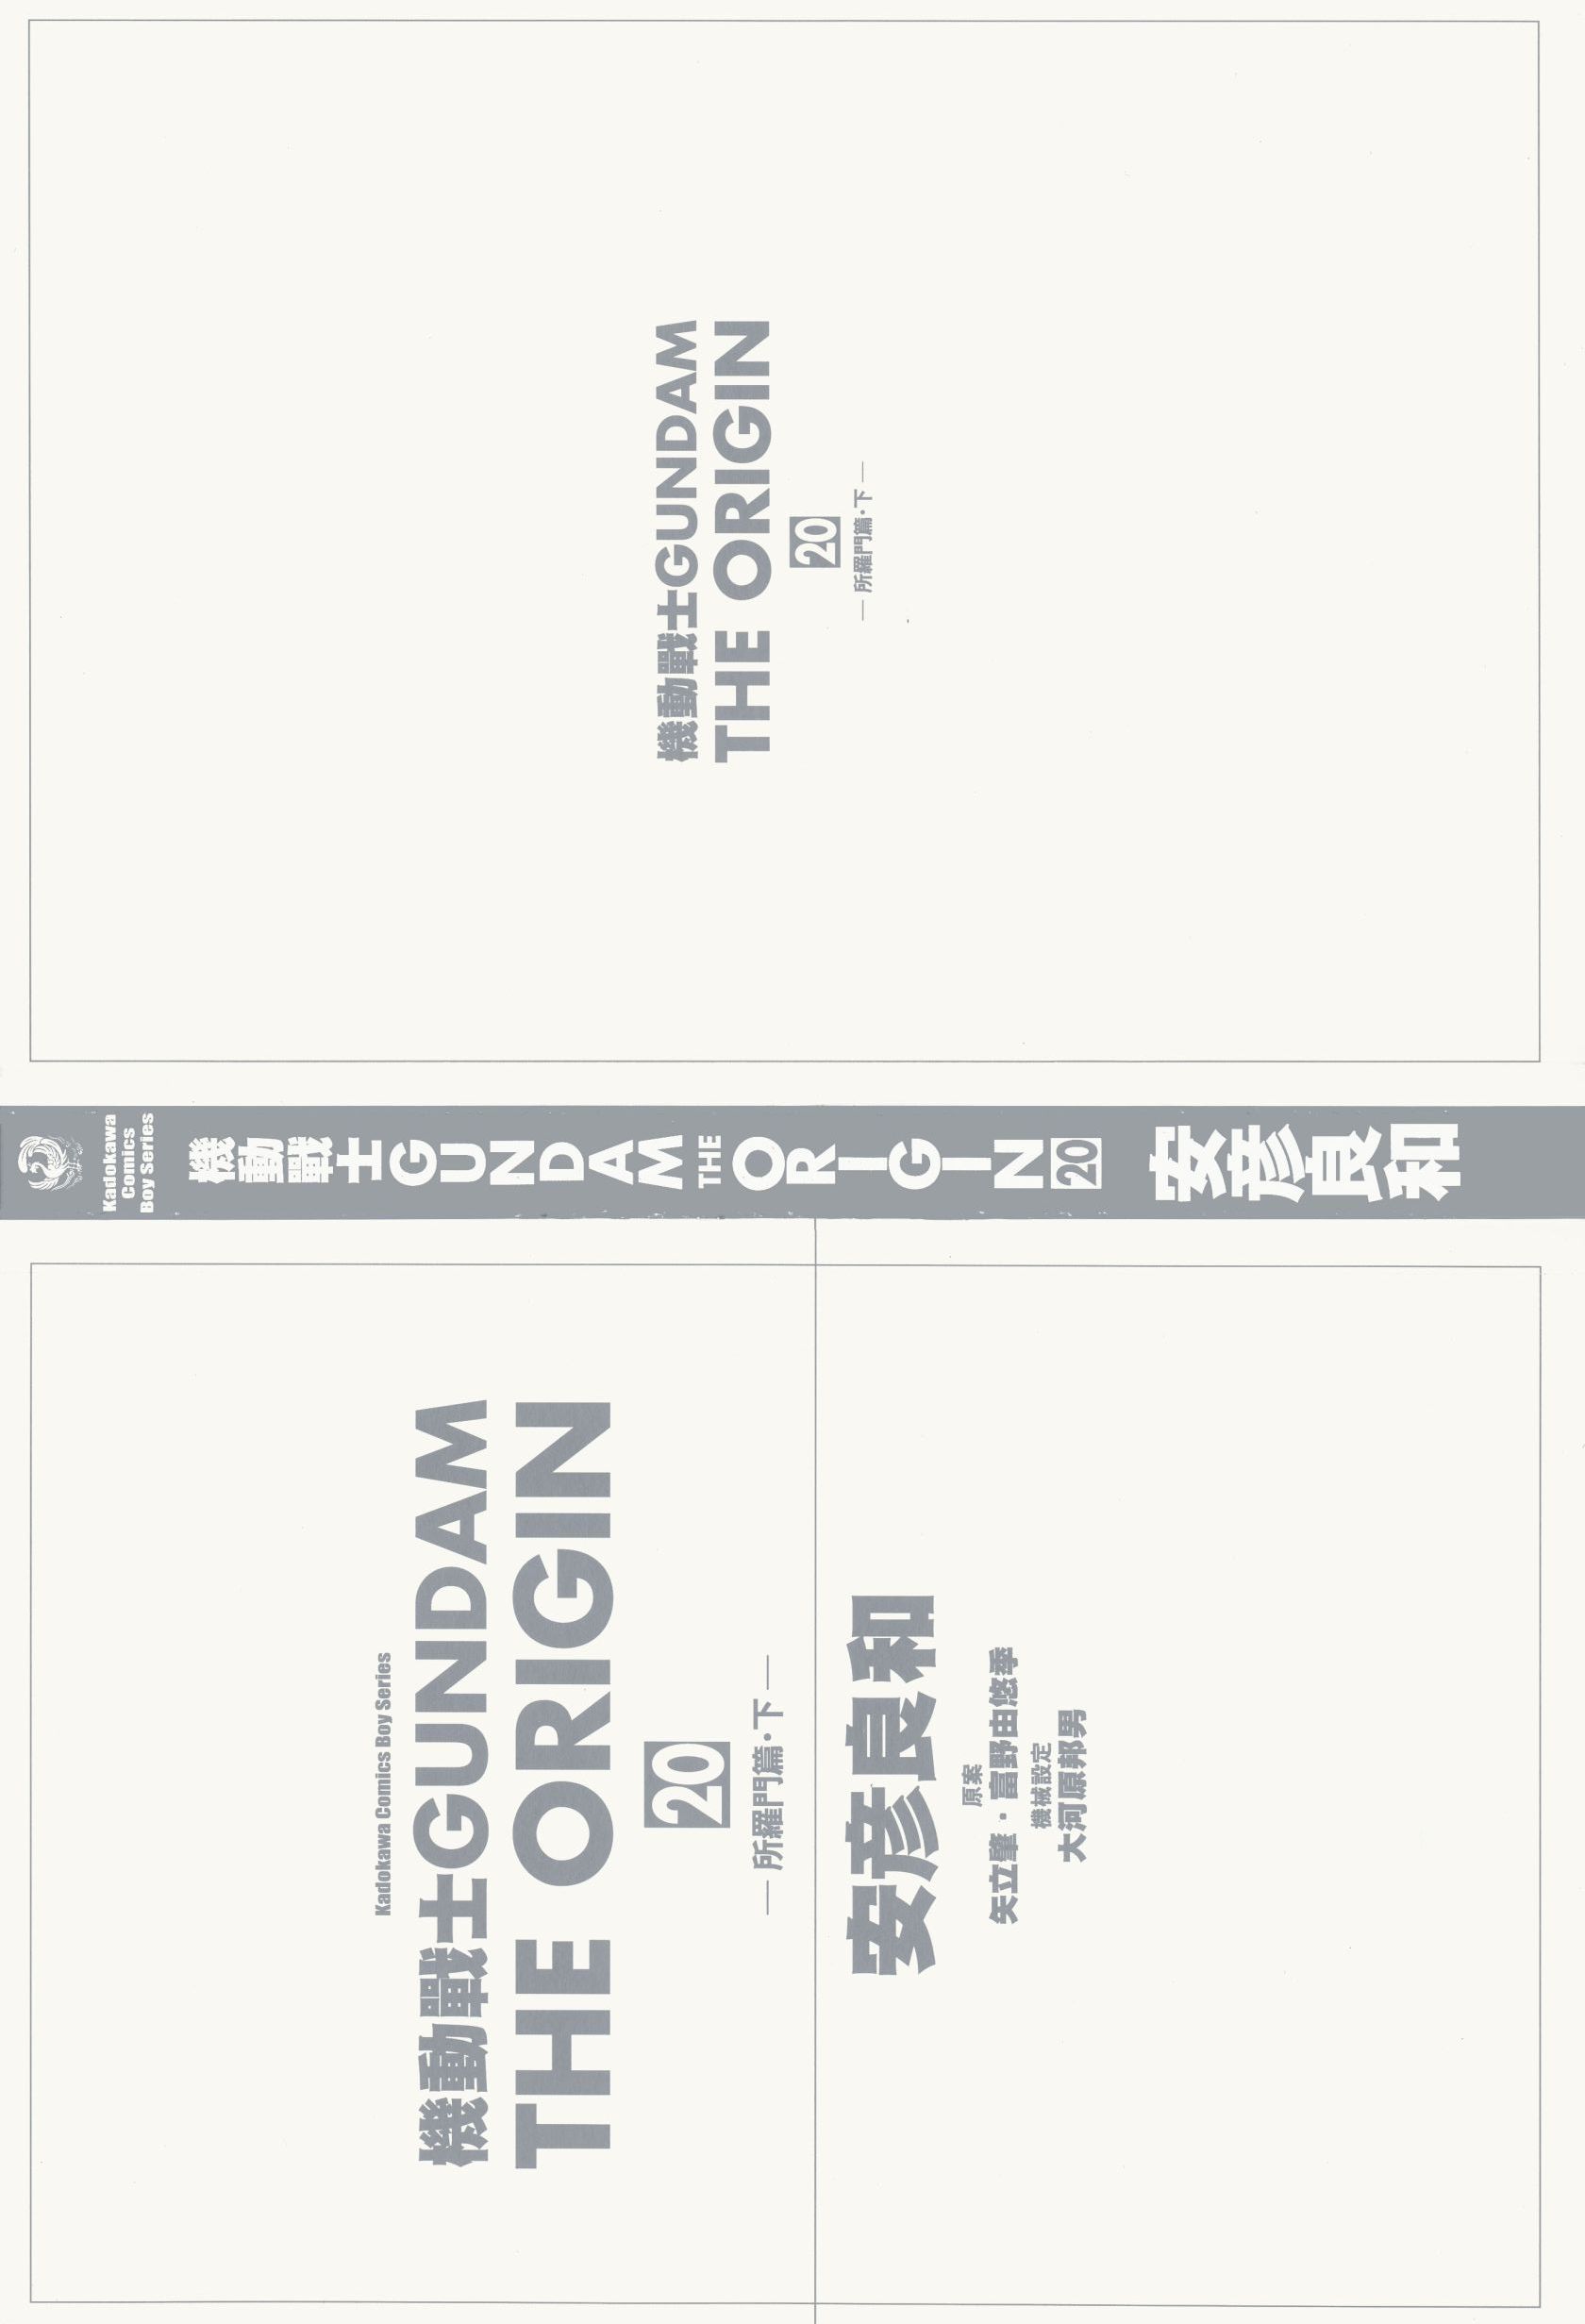 機動戰士GUNDAM
THE ORIGIN
20
所羅門篇・下
Kadokawa
Comics
Boy Series
機動戰士GUNDAM THE ORIGIN 20 安彦良和
Kadokawa Comics Boy Series
機動戰士GUNDAM
THE ORIGIN
20
所羅門篇・下
安彦良和
原案
矢立肇・富野由悠季
機械設定
大河原邦男